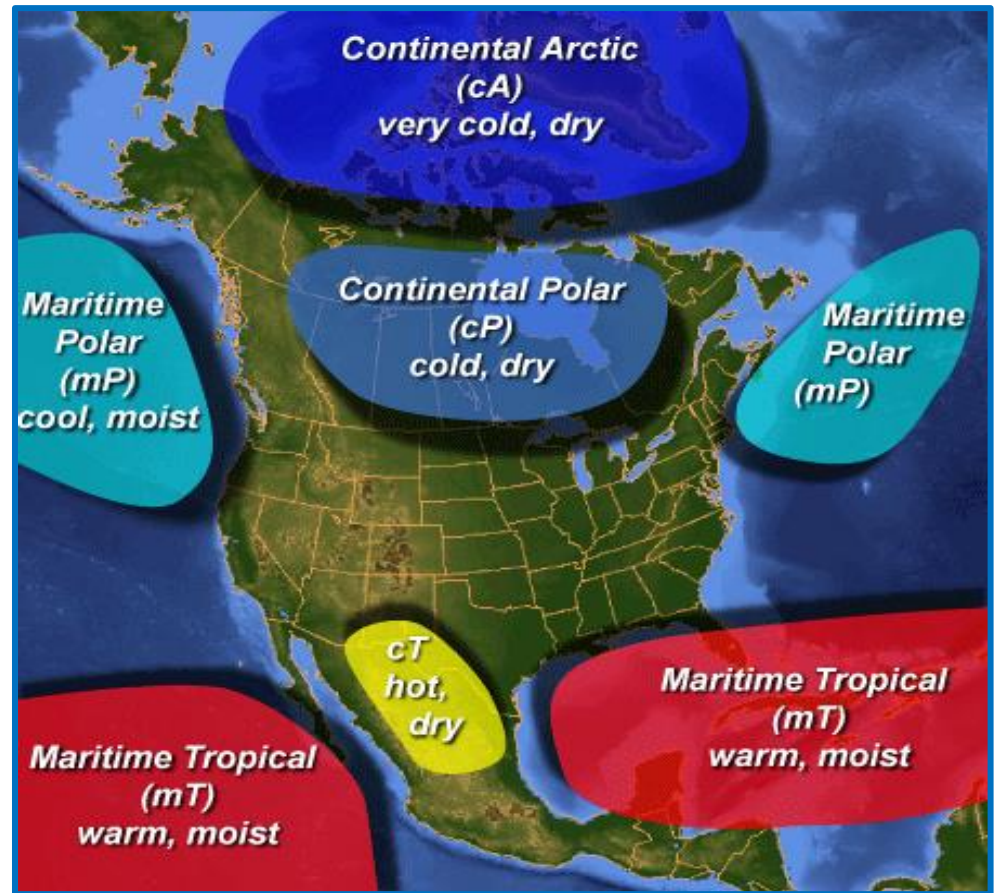 Continental Arctic
(cA)
very cold, dry
Maritime
Polar
(mP)
cool, moist
Continental Polar
(cP)
cold, dry
Maritime
Polar
(mP)
cT
hot,
dry
Maritime Tropical
(mT)
warm, moist
Maritime Tropical
(mT)
warm, moist